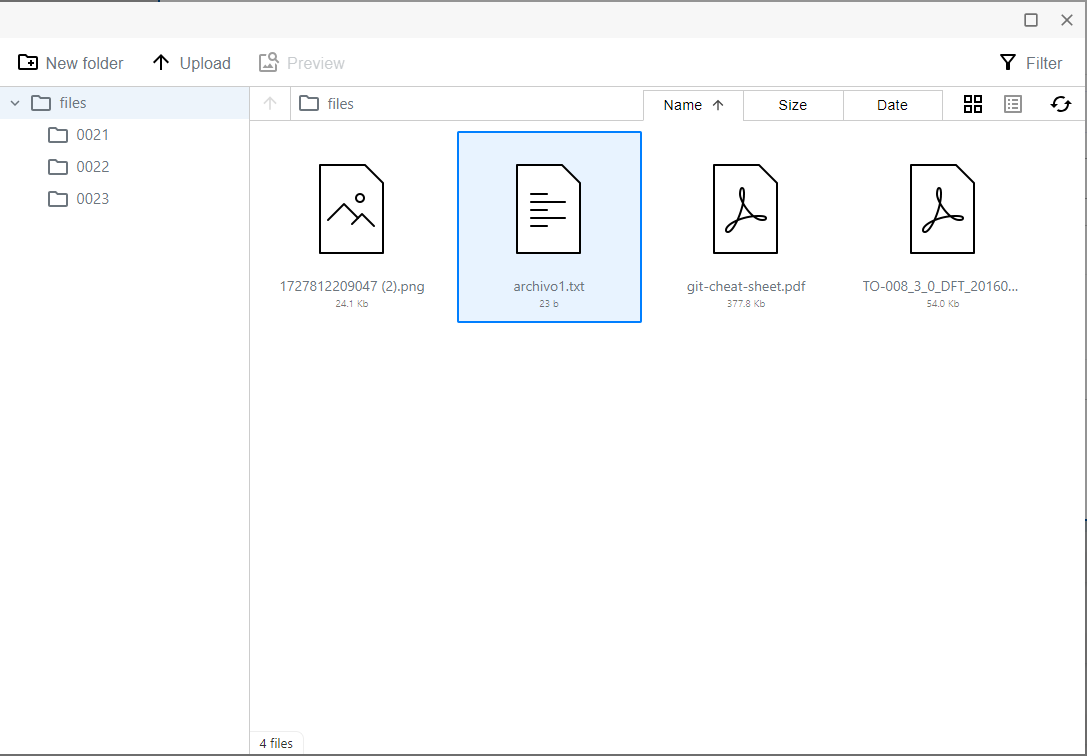 New folder Upload Preview Filter
files files Name Size Date
0021
0022
0023
1727812209047 (2).png archivo1.txt git-cheat-sheet.pdf TO-008_3_0_DFT_20160...
24.1 Kb 23 b 377.8 Kb 54.0 Kb
4 files